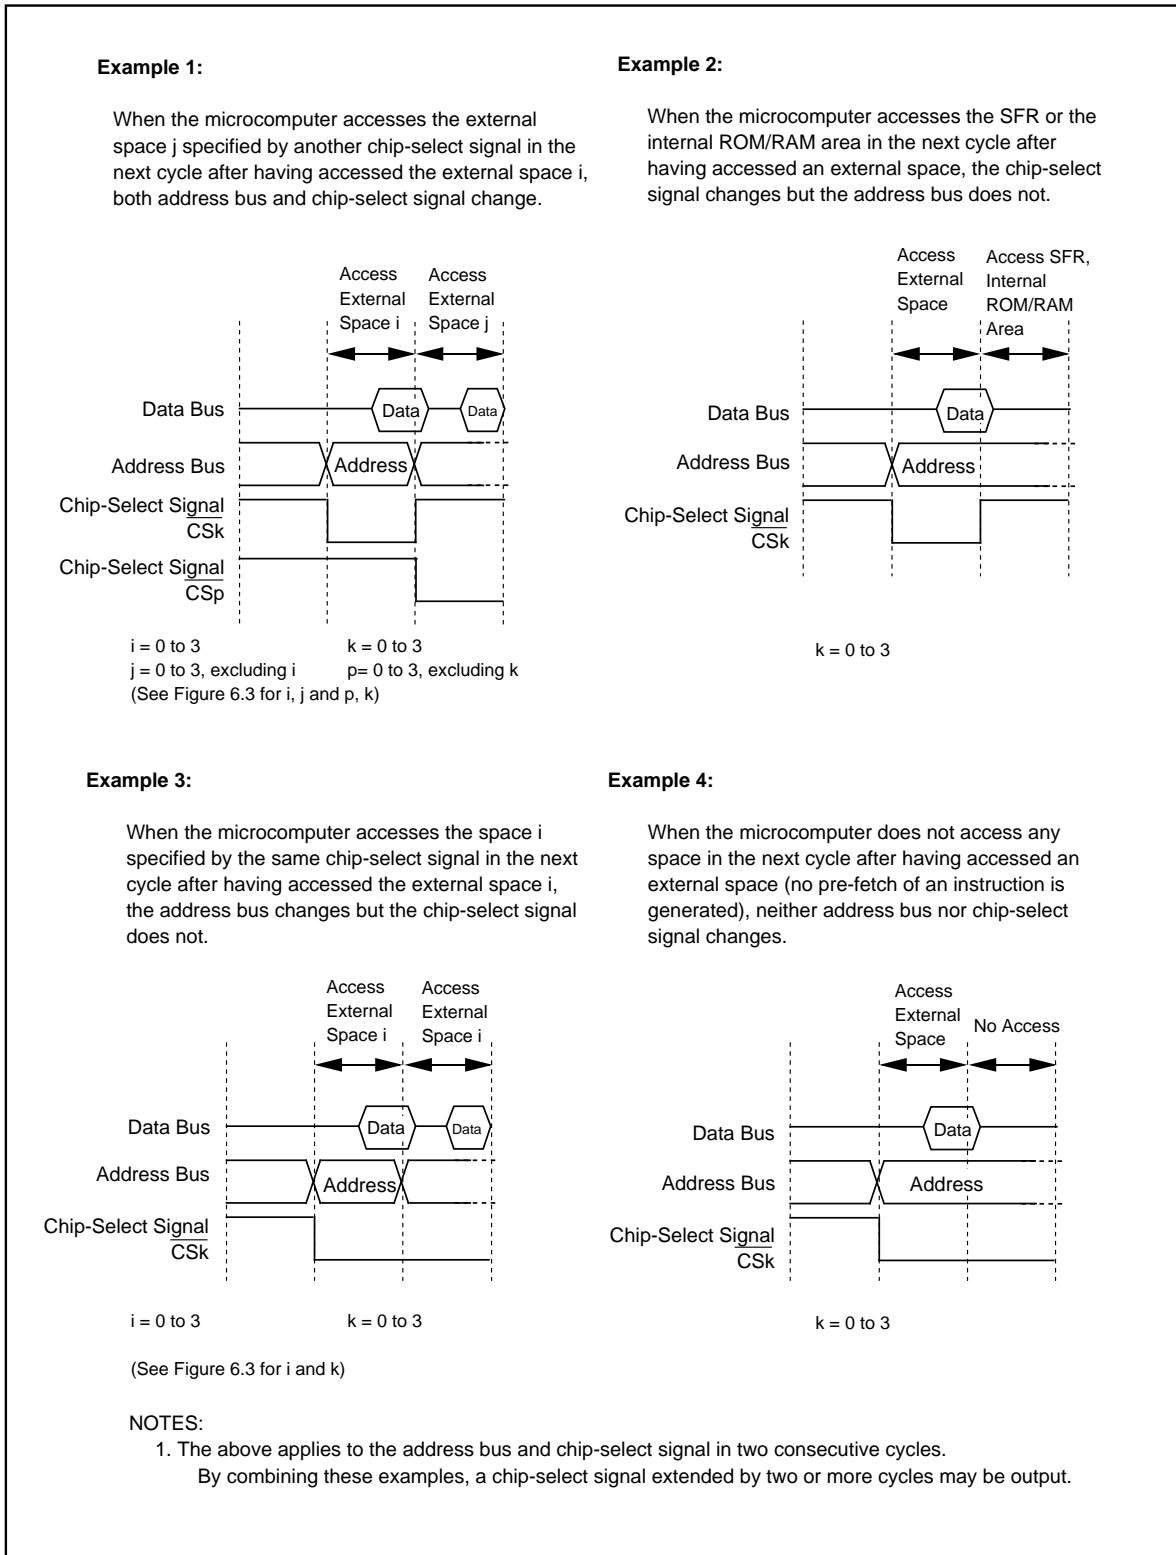 Example 1:
When the microcomputer accesses the external
space j specified by another chip-select signal in the
next cycle after having accessed the external space i,
both address bus and chip-select signal change.
Access
External
Space i
Access
External
Space j
Data Bus
Data
Data
Address Bus
Address
Chip-Select Signal
CSk
Chip-Select Signal
CSp
i = 0 to 3
k = 0 to 3
j = 0 to 3, excluding i
p= 0 to 3, excluding k
(See Figure 6.3 for i, j and p, k)
Example 2:
When the microcomputer accesses the SFR or the
internal ROM/RAM area in the next cycle after
having accessed an external space, the chip-select
signal changes but the address bus does not.
Access
External
Space
Access SFR,
Internal
ROM/RAM
Area
Data Bus
Data
Address Bus
Address
Chip-Select Signal
CSk
k = 0 to 3
Example 3:
When the microcomputer accesses the space i
specified by the same chip-select signal in the next
cycle after having accessed the external space i,
the address bus changes but the chip-select signal
does not.
Access
External
Space i
Access
External
Space i
Data Bus
Data
Data
Address Bus
Address
Chip-Select Signal
CSk
i = 0 to 3
k = 0 to 3
(See Figure 6.3 for i and k)
Example 4:
When the microcomputer does not access any
space in the next cycle after having accessed an
external space (no pre-fetch of an instruction is
generated), neither address bus nor chip-select
signal changes.
Access
External
Space
No Access
Data Bus
Data
Address Bus
Address
Chip-Select Signal
CSk
k = 0 to 3
NOTES:
1. The above applies to the address bus and chip-select signal in two consecutive cycles.
By combining these examples, a chip-select signal extended by two or more cycles may be output.